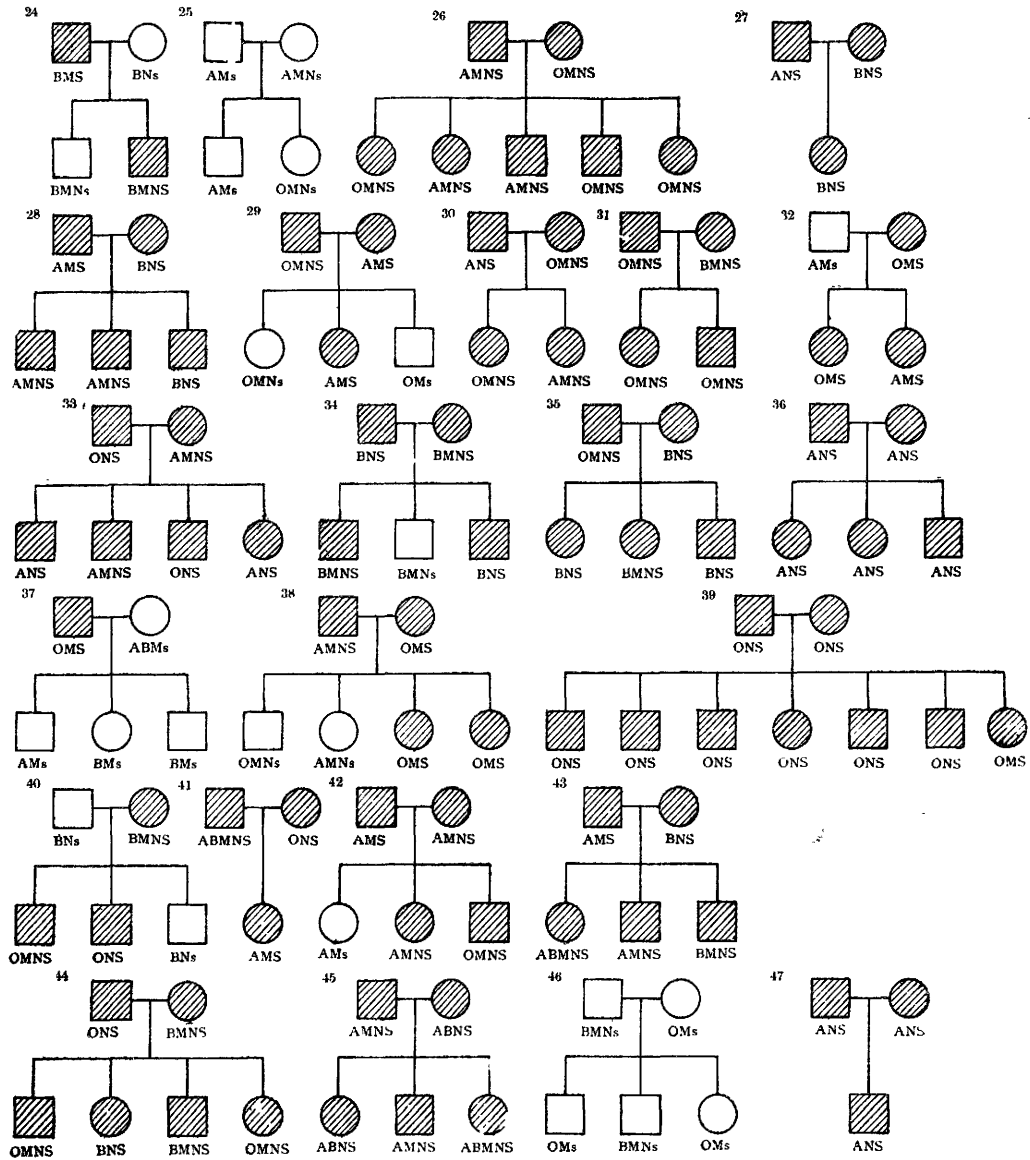 24 25 26 27
BMS BNs AMs AMNs AMNS OMNS ANS BNS
BMNs BMNS AMs OMNs OMNS AMNS AMNS OMNS OMNS BNS
28 29 30 31 32
AMS BNS OMNS AMS ANS OMNS OMNS BMNS AMs OMS
AMNS AMNS BNS OMNs AMS OMs OMNS AMNS OMNS OMNS OMS AMS
33 34 35 36
ONS AMNS BNS BMNS OMNS BNS ANS ANS
ANS AMNS ONS ANS BMNS BMNs BNS BNS BMNS BNS ANS ANS ANS
37 38 39
OMS ABMs AMNS OMS ONS ONS
AMs BMs BMs OMNs AMNs OMS OMS ONS ONS ONS ONS ONS ONS OMS
40 41 42 43
BNs BMNS ABMNS ONS AMS AMNS AMS BNS
OMNS ONS BNs AMS AMs AMNS OMNS ABMNS AMNS BMNS
44 45 46 47
ONS BMNS AMNS ABNS BMNs OMs ANS ANS
OMNS BNS BMNS OMNS ABNS AMNS ABMNS OMs BMNs OMs ANS